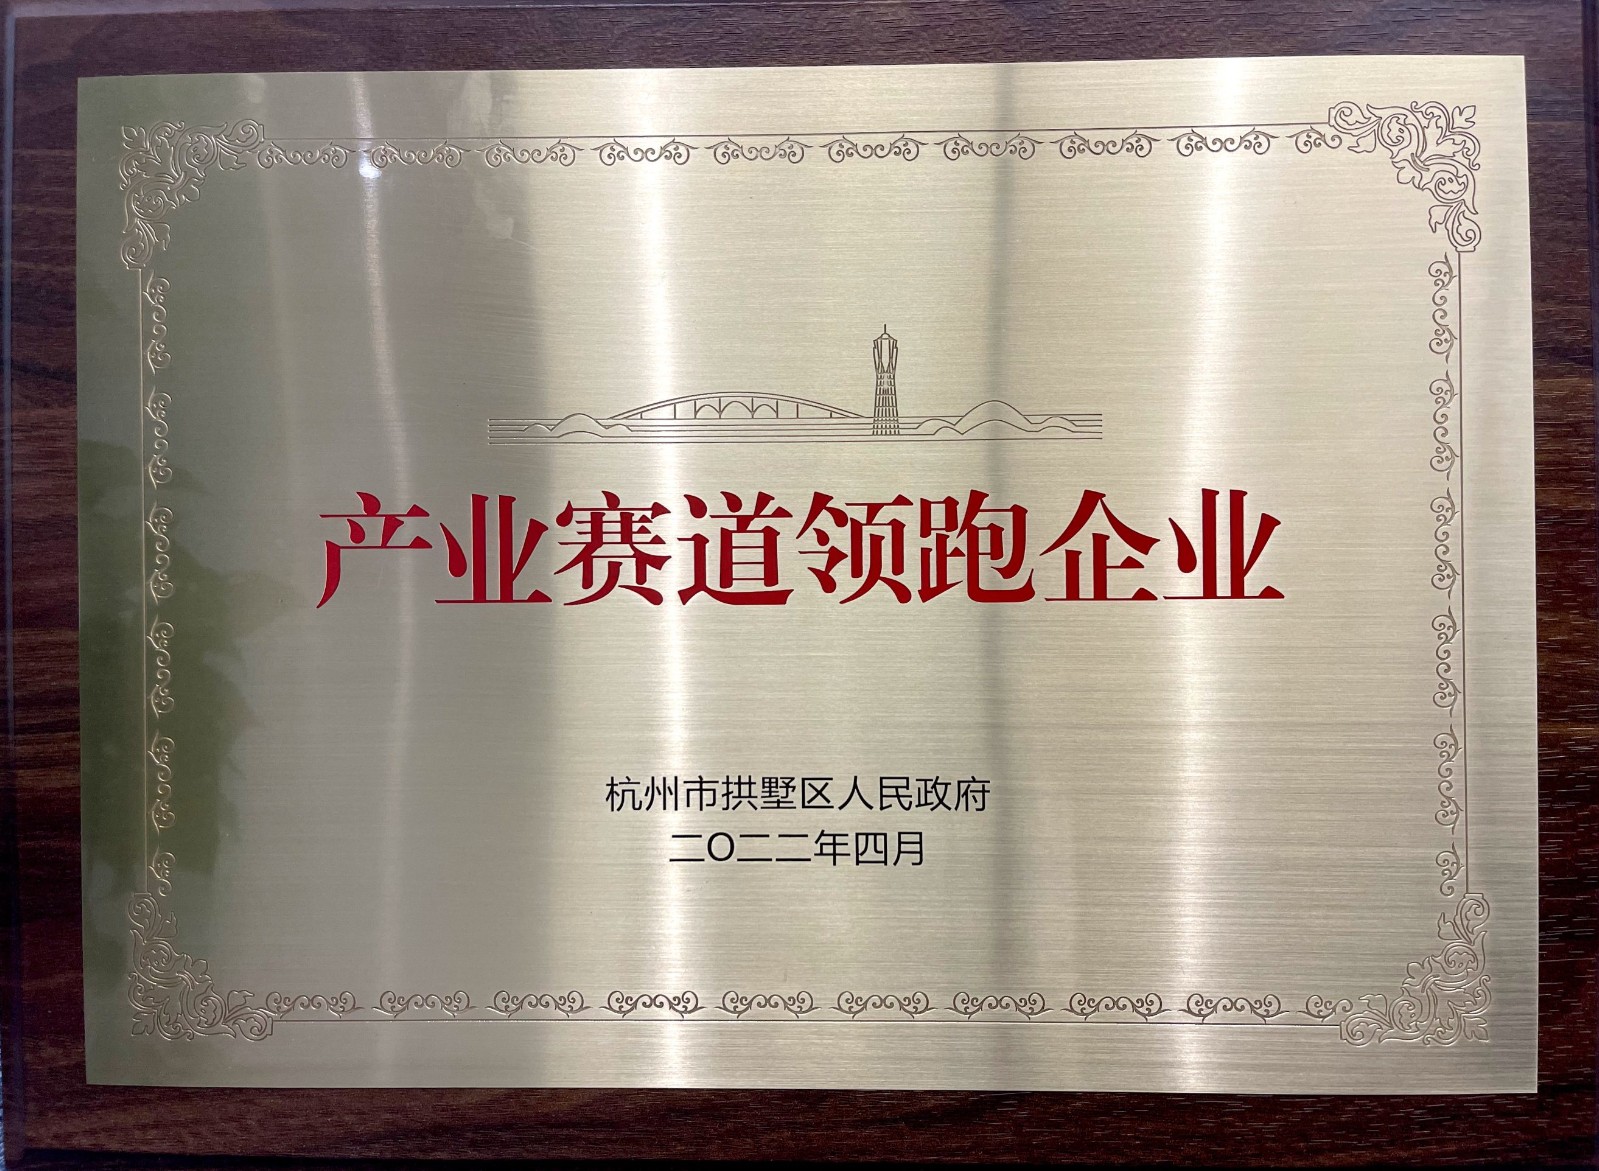 产业赛道领跑企业
杭州市拱墅区人民政府
二〇二二年四月